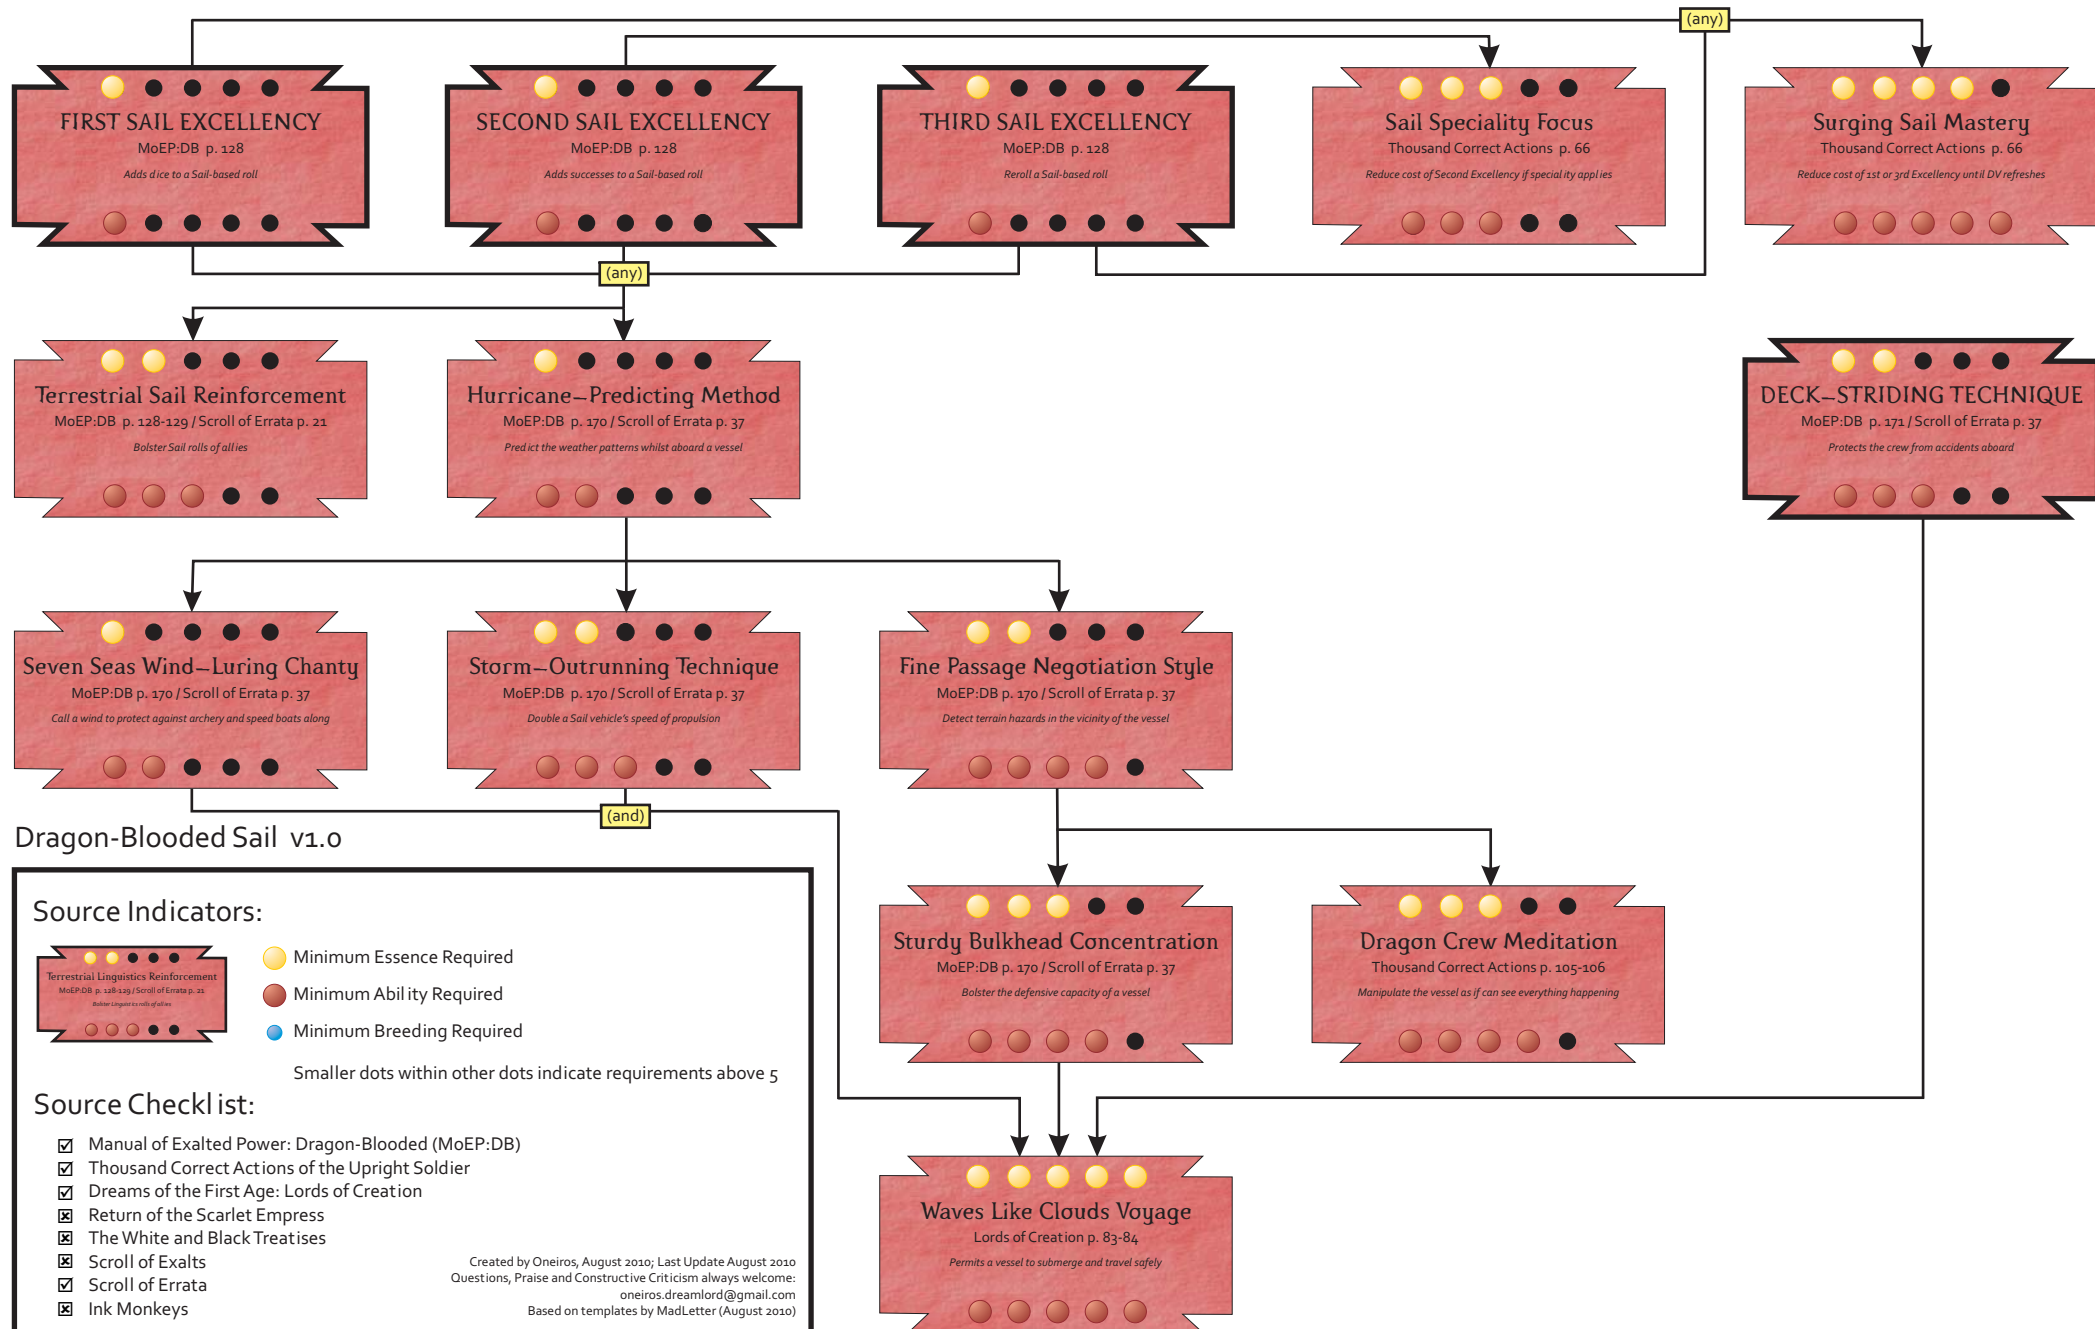 (any)
FIRST SAIL EXCELLENCY
MoEP:DB p. 128
Adds dice to a Sail-based roll
SECOND SAIL EXCELLENCY
MoEP:DB p. 128
Adds successes to a Sail-based roll
THIRD SAIL EXCELLENCY
MoEP:DB p. 128
Reroll a Sail-based roll
Sail Speciality Focus
Thousand Correct Actions p. 66
Reduce cost of Second Excellency if speciality applies
Surging Sail Mastery
Thousand Correct Actions p. 66
Reduce cost of 1st or 3rd Excellency until DV refreshes
(any)
Terrestrial Sail Reinforcement
MoEP:DB p. 128-129 / Scroll of Errata p. 21
Bolster Sail rolls of allies
Hurricane-Predicting Method
MoEP:DB p. 170 / Scroll of Errata p. 37
Predict the weather patterns whilst aboard a vessel
DECK-STRIDING TECHNIQUE
MoEP:DB p. 171 / Scroll of Errata p. 37
Protects the crew from accidents aboard
Seven Seas Wind-Luring Chanty
MoEP:DB p. 170 / Scroll of Errata p. 37
Call a wind to protect against archery and speed boats along
Storm-Outrunning Technique
MoEP:DB p. 170 / Scroll of Errata p. 37
Double a Sail vehicle's speed of propulsion
Fine Passage Negotiation Style
MoEP:DB p. 170 / Scroll of Errata p. 37
Detect terrain hazards in the vicinity of the vessel
(and)
Dragon-Blooded Sail v1.0
Sturdy Bulkhead Concentration
MoEP:DB p. 170 / Scroll of Errata p. 37
Bolster the defensive capacity of a vessel
Dragon Crew Meditation
Thousand Correct Actions p. 105-106
Manipulate the vessel as if can see everything happening
Waves Like Clouds Voyage
Lords of Creation p. 83-84
Permits a vessel to submerge and travel safely
Source Indicators:
Terrestrial Linguistics Reinforcement
MoEP:DB p. 128-129 / Scroll of Errata p. 21
Bolster Linguistics rolls of allies
Minimum Essence Required
Minimum Ability Required
Minimum Breeding Required
Smaller dots within other dots indicate requirements above 5
Source Checklist:
Manual of Exalted Power: Dragon-Blooded (MoEP:DB)
Thousand Correct Actions of the Upright Soldier
Dreams of the First Age: Lords of Creation
Return of the Scarlet Empress
The White and Black Treatises
Scroll of Exalts
Scroll of Errata
Ink Monkeys
Created by Oneiros, August 2010; Last Update August 2010
Questions, Praise and Constructive Criticism always welcome:
oneiros.dreamlord@gmail.com
Based on templates by MadLetter (August 2010)